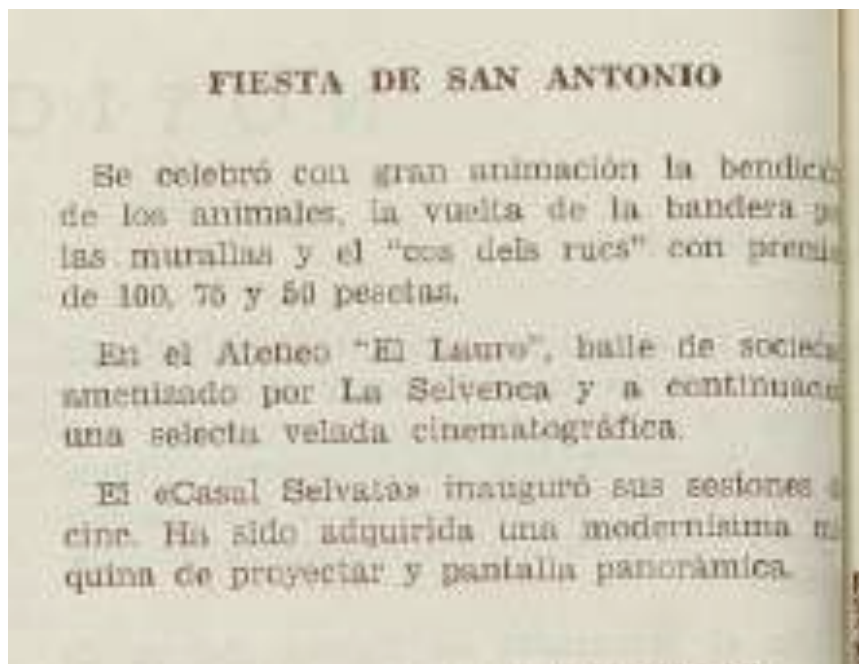 FIESTA DE SAN ANTONIO
Se celebró con gran animación la bendició
de los animales, la vuelta de la bandera p
las murallas y el "cos dels rucs" con premi
de 100, 75 y 50 pesetas.
En el Ateneo "El Lauro", baile de socieda
amenizado por La Selvenca y a continuaci
una selecta velada cinematográfica.
El «Casal Selvatà» inauguró sus sesiones
cine. Ha sido adquirida una modernísima m
quina de proyectar y pantalla panoràmica.